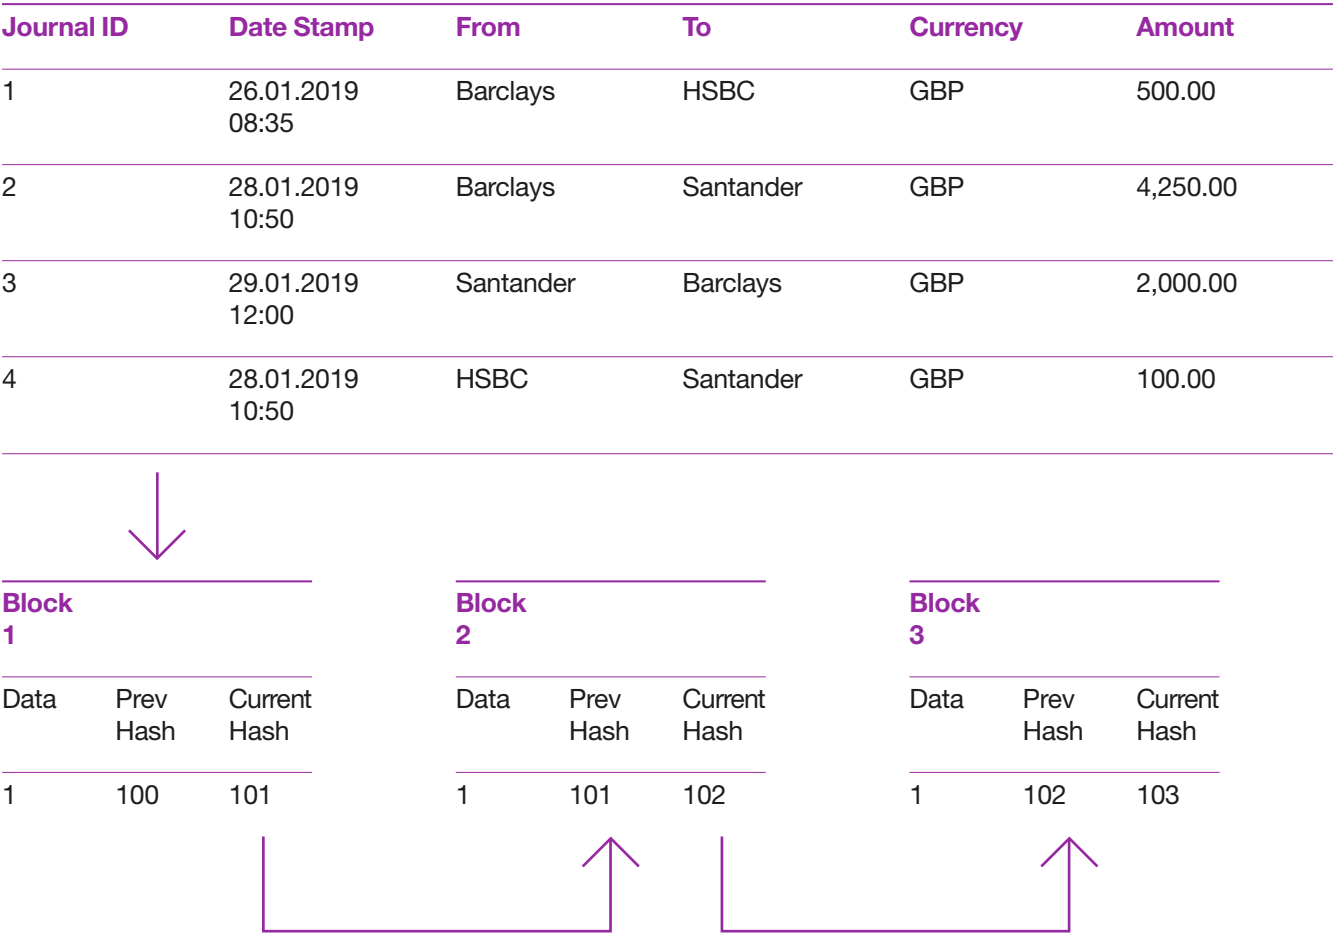 Journal ID Date Stamp From To Currency Amount
1 26.01.2019 Barclays HSBC GBP 500.00
08:35
2 28.01.2019 Barclays Santander GBP 4,250.00
10:50
3 29.01.2019 Santander Barclays GBP 2,000.00
12:00
4 28.01.2019 HSBC Santander GBP 100.00
10:50
Block Block Block
1 2 3
Data Prev Current Data Prev Current Data Prev Current
Hash Hash Hash Hash Hash Hash
1 100 101 1 101 102 1 102 103